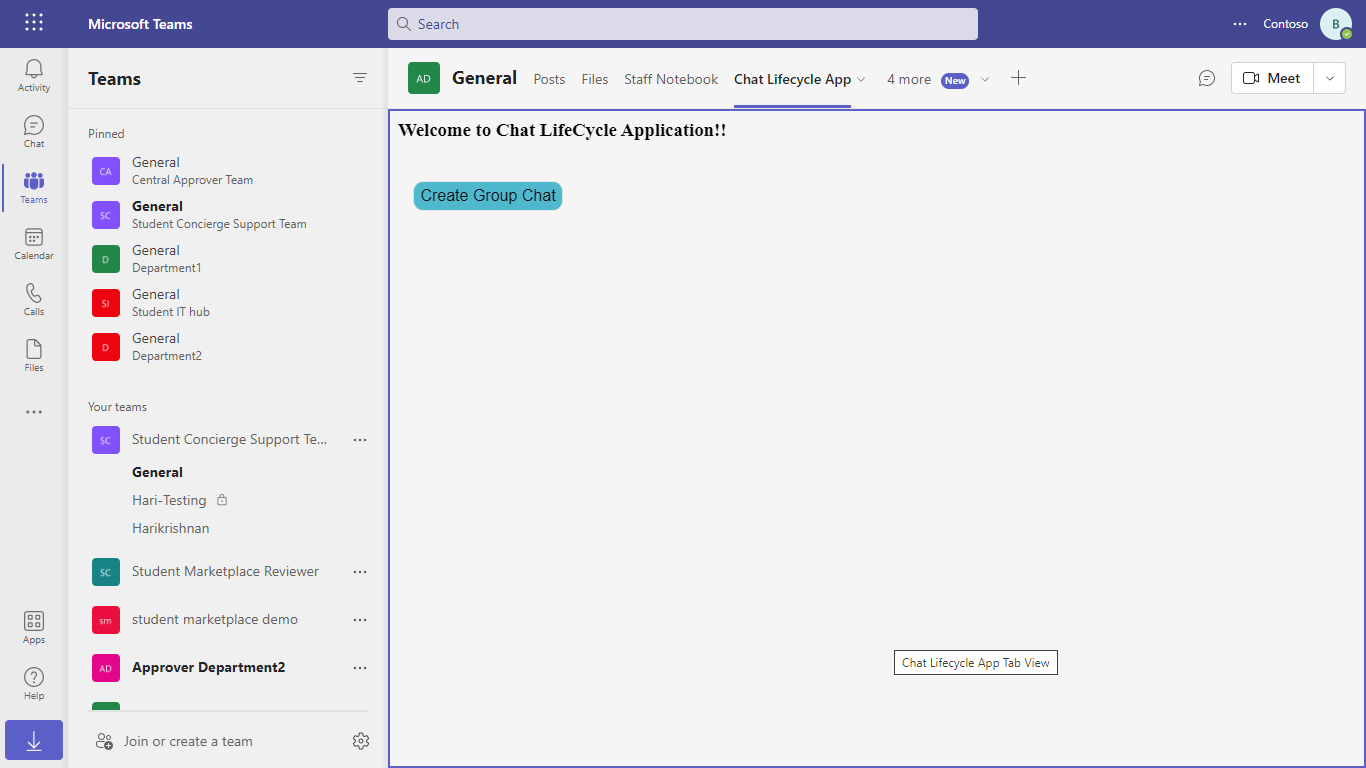 Microsoft Teams
Search
Contoso
B
Activity
Chat
Teams
Calendar
Calls
Files
Apps
Help
Teams
Pinned
CA
General
Central Approver Team
SC
General
Student Concierge Support Team
D
General
Department1
SI
General
Student IT hub
D
General
Department2
Your teams
SC Student Concierge Support Te...
General
Hari-Testing
Harikrishnan
SC Student Marketplace Reviewer
sm student marketplace demo
AD Approver Department2
Join or create a team
AD General Posts Files Staff Notebook Chat Lifecycle App 4 more New Meet
Welcome to Chat LifeCycle Application!!
Create Group Chat
Chat Lifecycle App Tab View